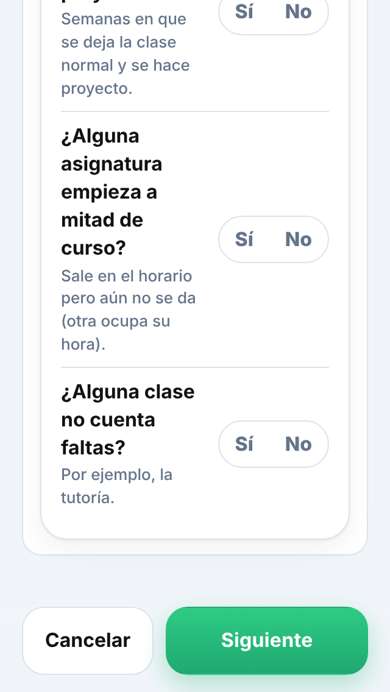 Semanas en que
se deja la clase
normal y se hace
proyecto.
Sí No
¿Alguna
asignatura
empieza a
mitad de
curso?
Sale en el horario
pero aún no se da
(otra ocupa su
hora).
Sí No
¿Alguna clase
no cuenta
faltas?
Por ejemplo, la
tutoría.
Sí No
Cancelar
Siguiente